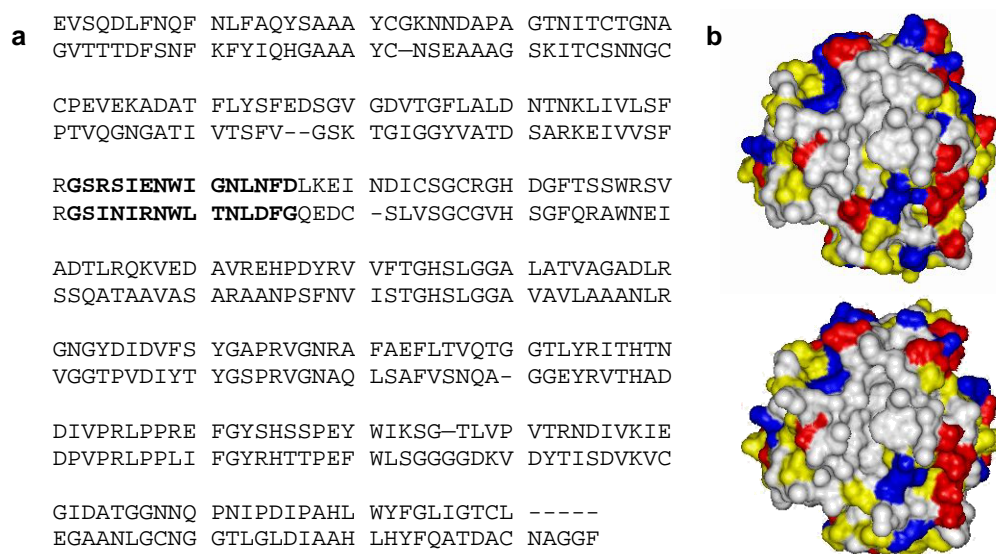 a
b
EVSQDLFNQF NLFAQYSAAA YCGKNNDAPA GTNITCTGNA
GVTTTDFSNF KFYIQHGAAA YC—NSEAAAG SKITCSNNGC
CPEVEKADAT FLYSFEDSGV GDVTGFLALD NTNKLIVLSF
PTVQGNGATI VTSFV--GSK TGIGGYVATD SARKEIVVSF
RGSRSIENWI GNLNFDLKEI NDICSGCRGH DGFTSSWRSV
RGSINIRNWL TNLDFGQEDC -SLVSGCGVH SGFQRAWNEI
ADTLRQKVED AVREHPDYRV VFTGHSLGGA LATVAGADLR
SSQATAAVAS ARAANPSFNV ISTGHSLGGA VAVLAAANLR
GNGYDIDVFS YGAPRVGNRA FAEFLTVQTG GTLYRITHTN
VGGTPVDIYT YGSPRVGNAQ LSAFVSNQA- GGEYRVTHAD
DIVPRLPPRE FGYSHSSPEY WIKSG—TLVP VTRNDIVKIE
DPVPRLPPLI FGYRHTTPEF WLSGGGGDKV DYTISDVKVC
GIDATGGNNQ PNIPDIPAHL WYFGLIGTCL -----
EGAANLGCNG GTLGLDIAAH LHYFQATDAC NAGGF